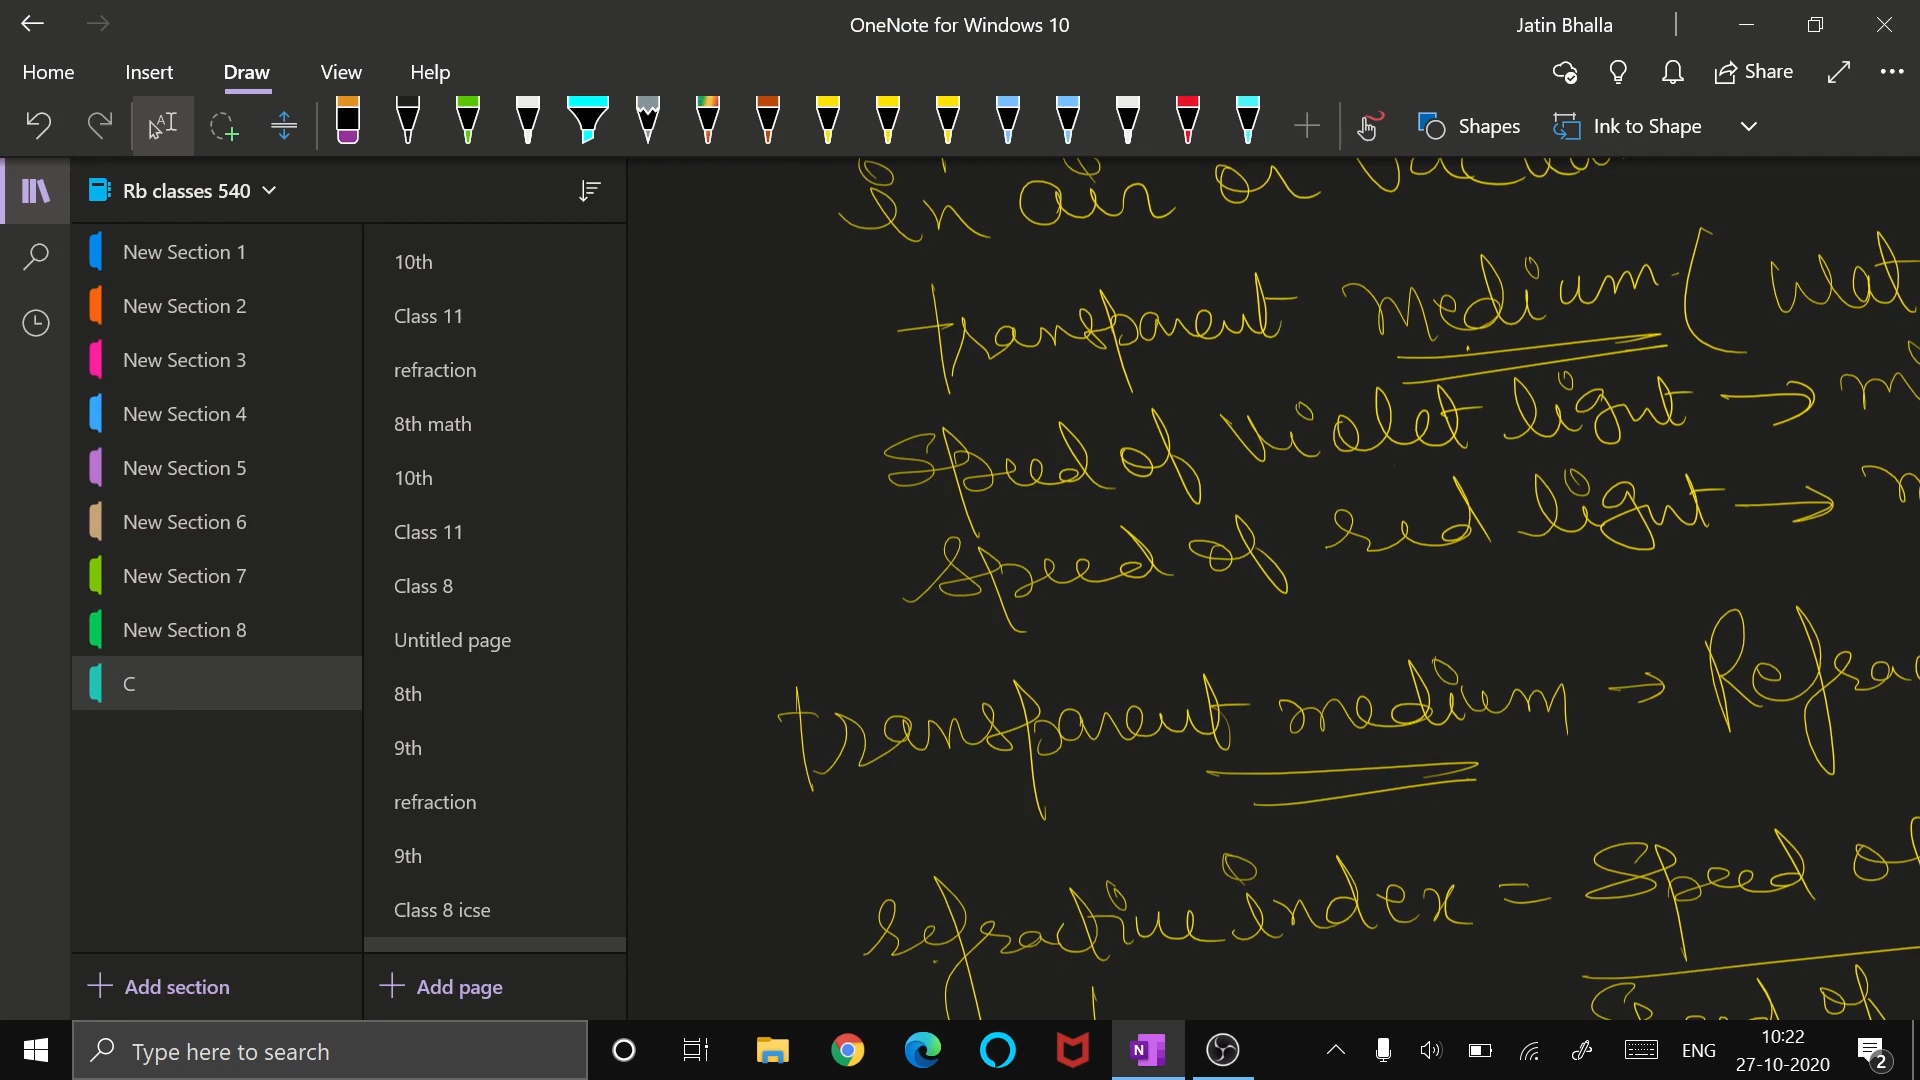 OneNote for Windows 10
Jatin Bhalla
Home Insert Draw View Help
Share
Shapes
Ink to Shape
Rb classes 540
New Section 1
New Section 2
New Section 3
New Section 4
New Section 5
New Section 6
New Section 7
New Section 8
C
Add section
10th
Class 11
refraction
8th math
10th
Class 11
Class 8
Untitled page
8th
9th
refraction
9th
Class 8 icse
Add page
In air or
transparent medium (
Speed of violet light →
Speed of red light →
transparent medium →
refractive index = Speed
Type here to search
ENG
10:22
27-10-2020
2